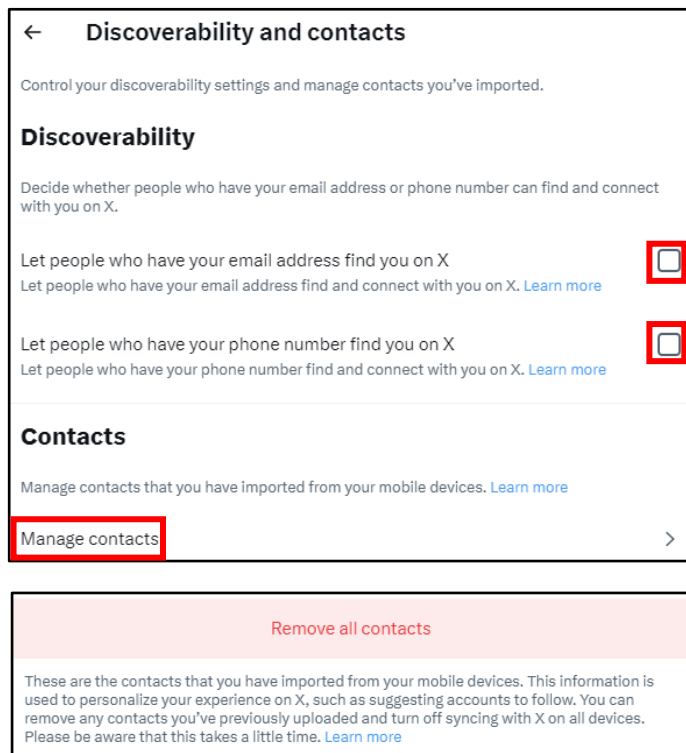 Discoverability and contacts
Control your discoverability settings and manage contacts you’ve imported.
Discoverability
Decide whether people who have your email address or phone number can find and connect
with you on X.
Let people who have your email address find you on X
Let people who have your email address find and connect with you on X. Learn more
Let people who have your phone number find you on X
Let people who have your phone number find and connect with you on X. Learn more
Contacts
Manage contacts that you have imported from your mobile devices. Learn more
Manage contacts
Remove all contacts
These are the contacts that you have imported from your mobile devices. This information is
used to personalize your experience on X, such as suggesting accounts to follow. You can
remove any contacts you’ve previously uploaded and turn off syncing with X on all devices.
Please be aware that this takes a little time. Learn more